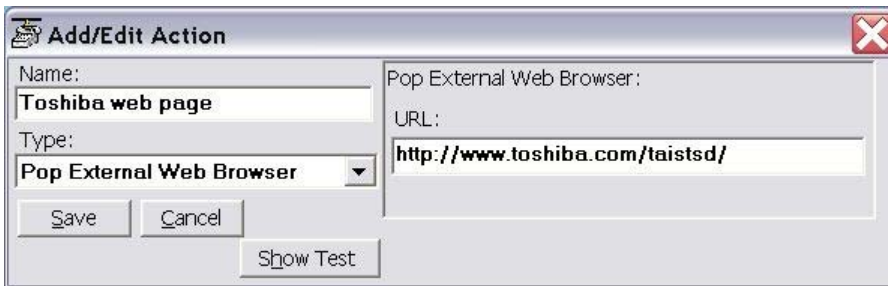 Add/Edit Action
Name:
Toshiba web page
Type:
Pop External Web Browser
Save
Cancel
Show Test
Pop External Web Browser:
URL:
http://www.toshiba.com/taistsd/